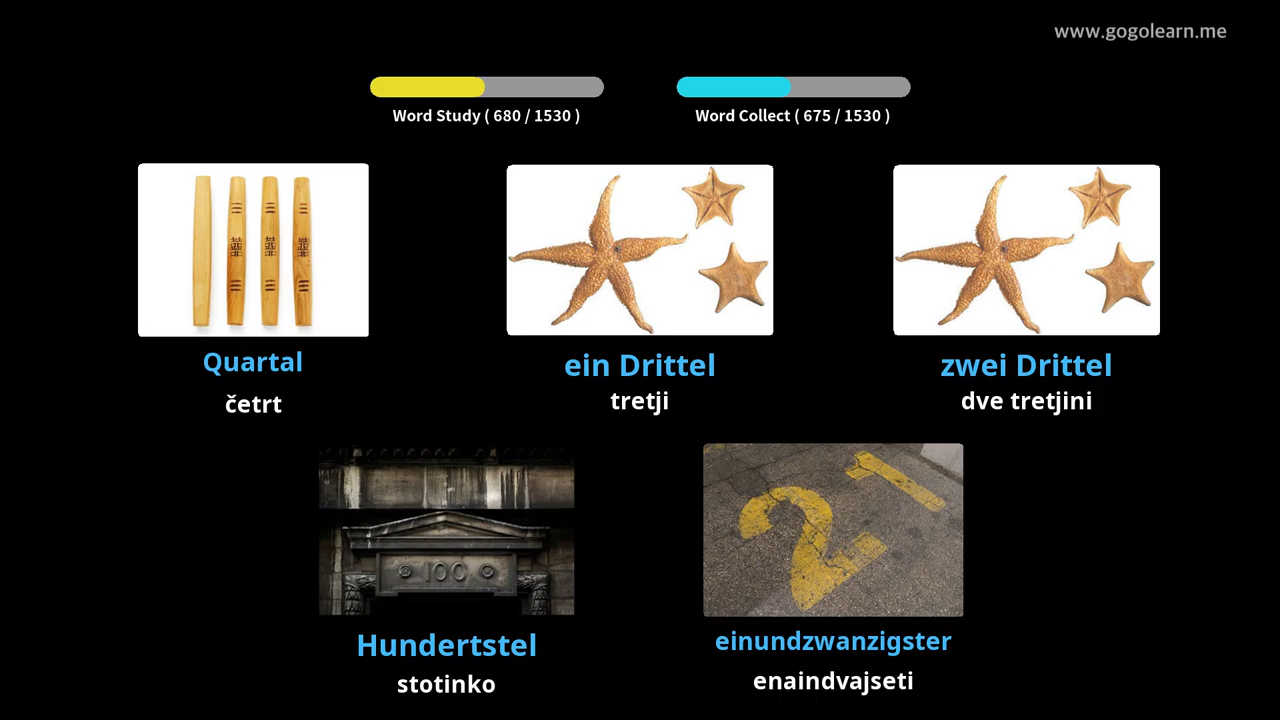 www.gogolearn.me
Word Study ( 680 / 1530 )
Word Collect ( 675 / 1530 )
Quartal
četrt
ein Drittel
tretji
zwei Drittel
dve tretjini
100
21
Hundertstel
stotinko
einundzwanzigster
enaindvajseti